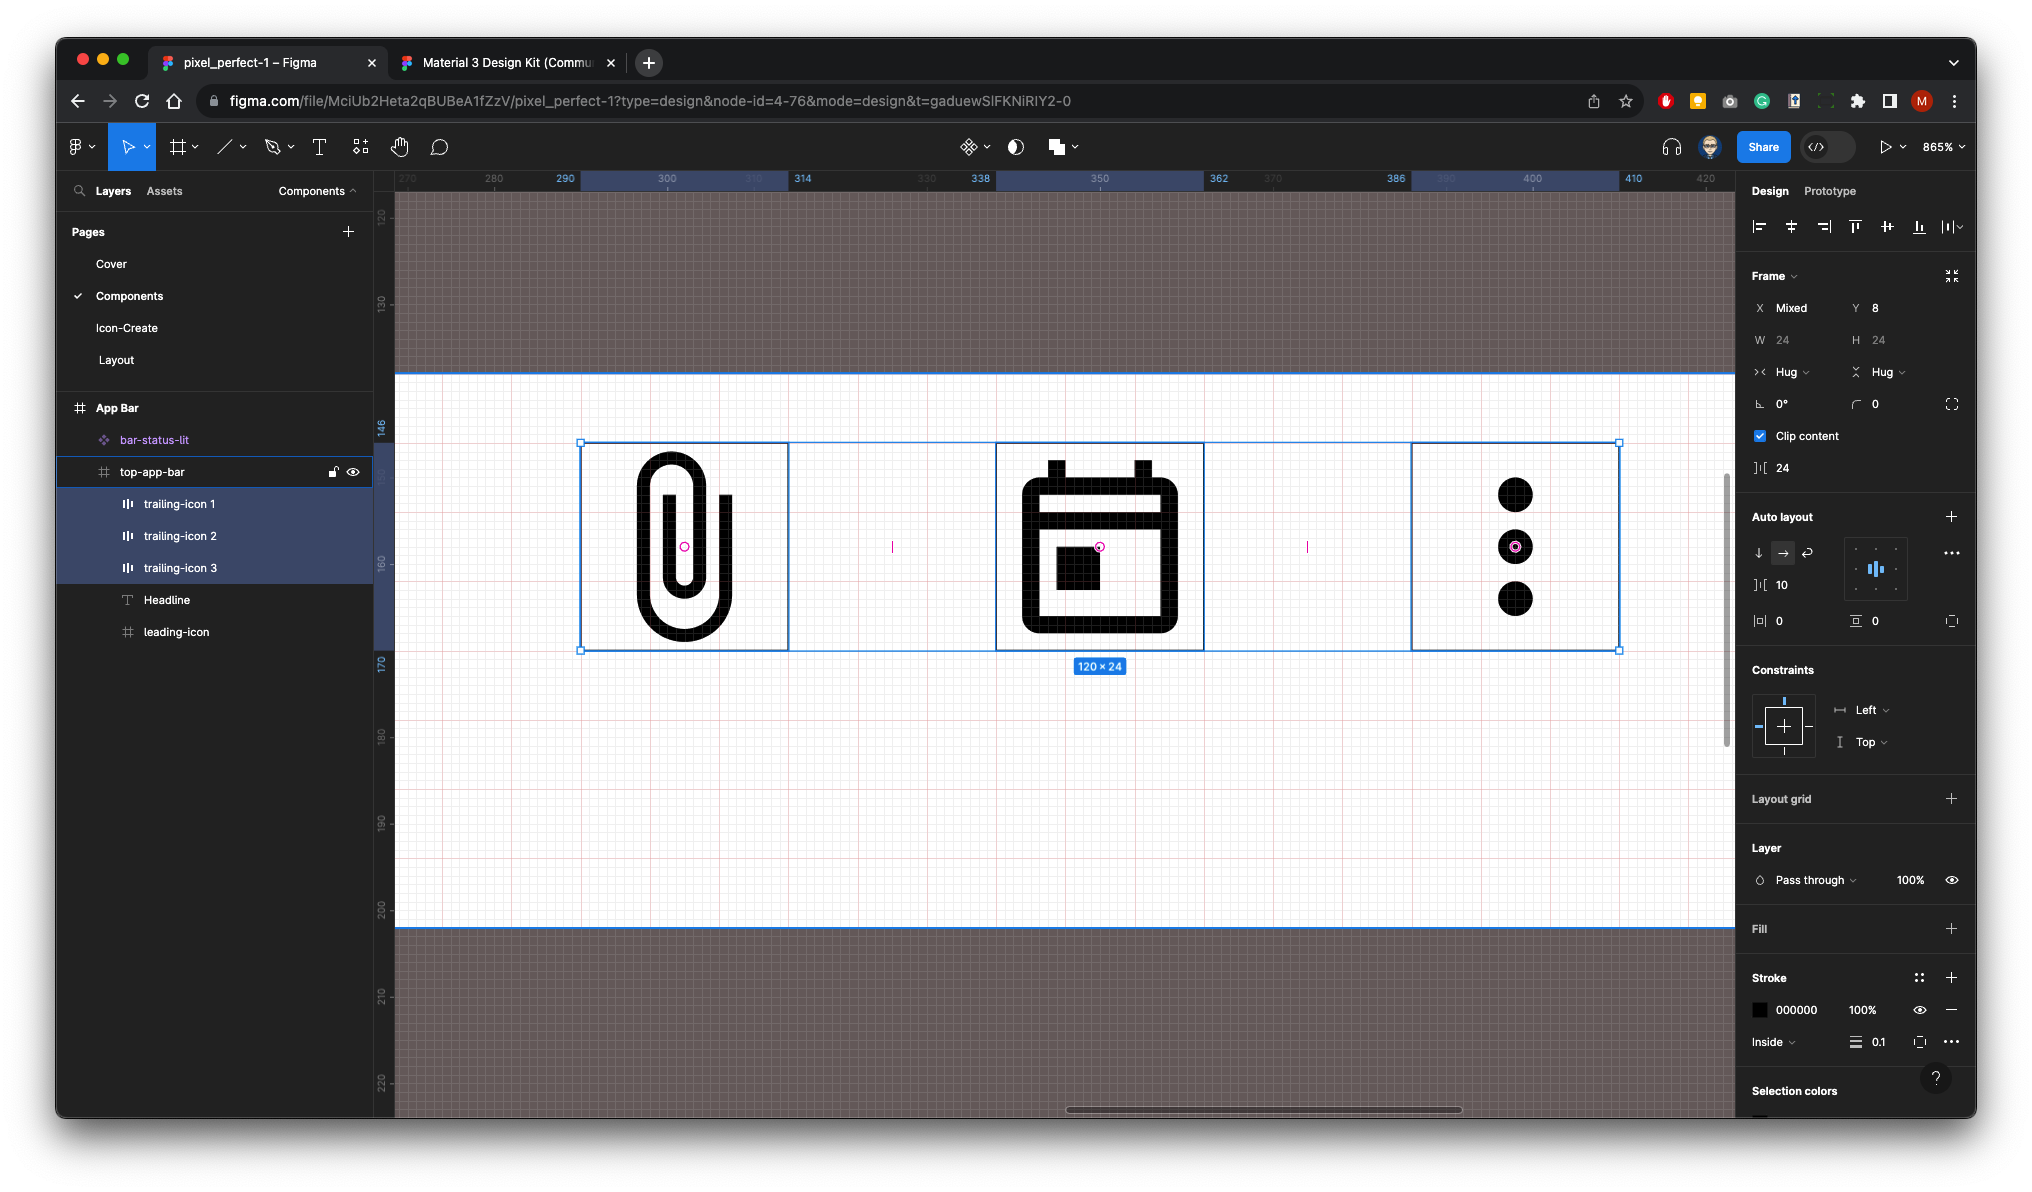 pixel_perfect-1 – Figma
Material 3 Design Kit (Commu
figma.com/file/MciUb2Heta2qBUBeA1fZzV/pixel_perfect-1?type=design&node-id=4-76&mode=design&t=gaduewSlFKNiRIY2-0
M
Share
865%
Layers
Assets
Components
270
280
290
300
310
314
330
338
350
362
370
386
390
400
410
420
Pages
Cover
Components
Icon-Create
Layout
App Bar
bar-status-lit
top-app-bar
trailing-icon 1
trailing-icon 2
trailing-icon 3
Headline
leading-icon
120
130
146
150
160
170
180
190
200
210
220
120 × 24
Design
Prototype
Frame
X Mixed
Y 8
W 24
H 24
Hug
Hug
0°
0
Clip content
24
Auto layout
10
0
0
Constraints
Left
Top
Layout grid
Layer
Pass through
100%
Fill
Stroke
000000
100%
Inside
0.1
?
Selection colors